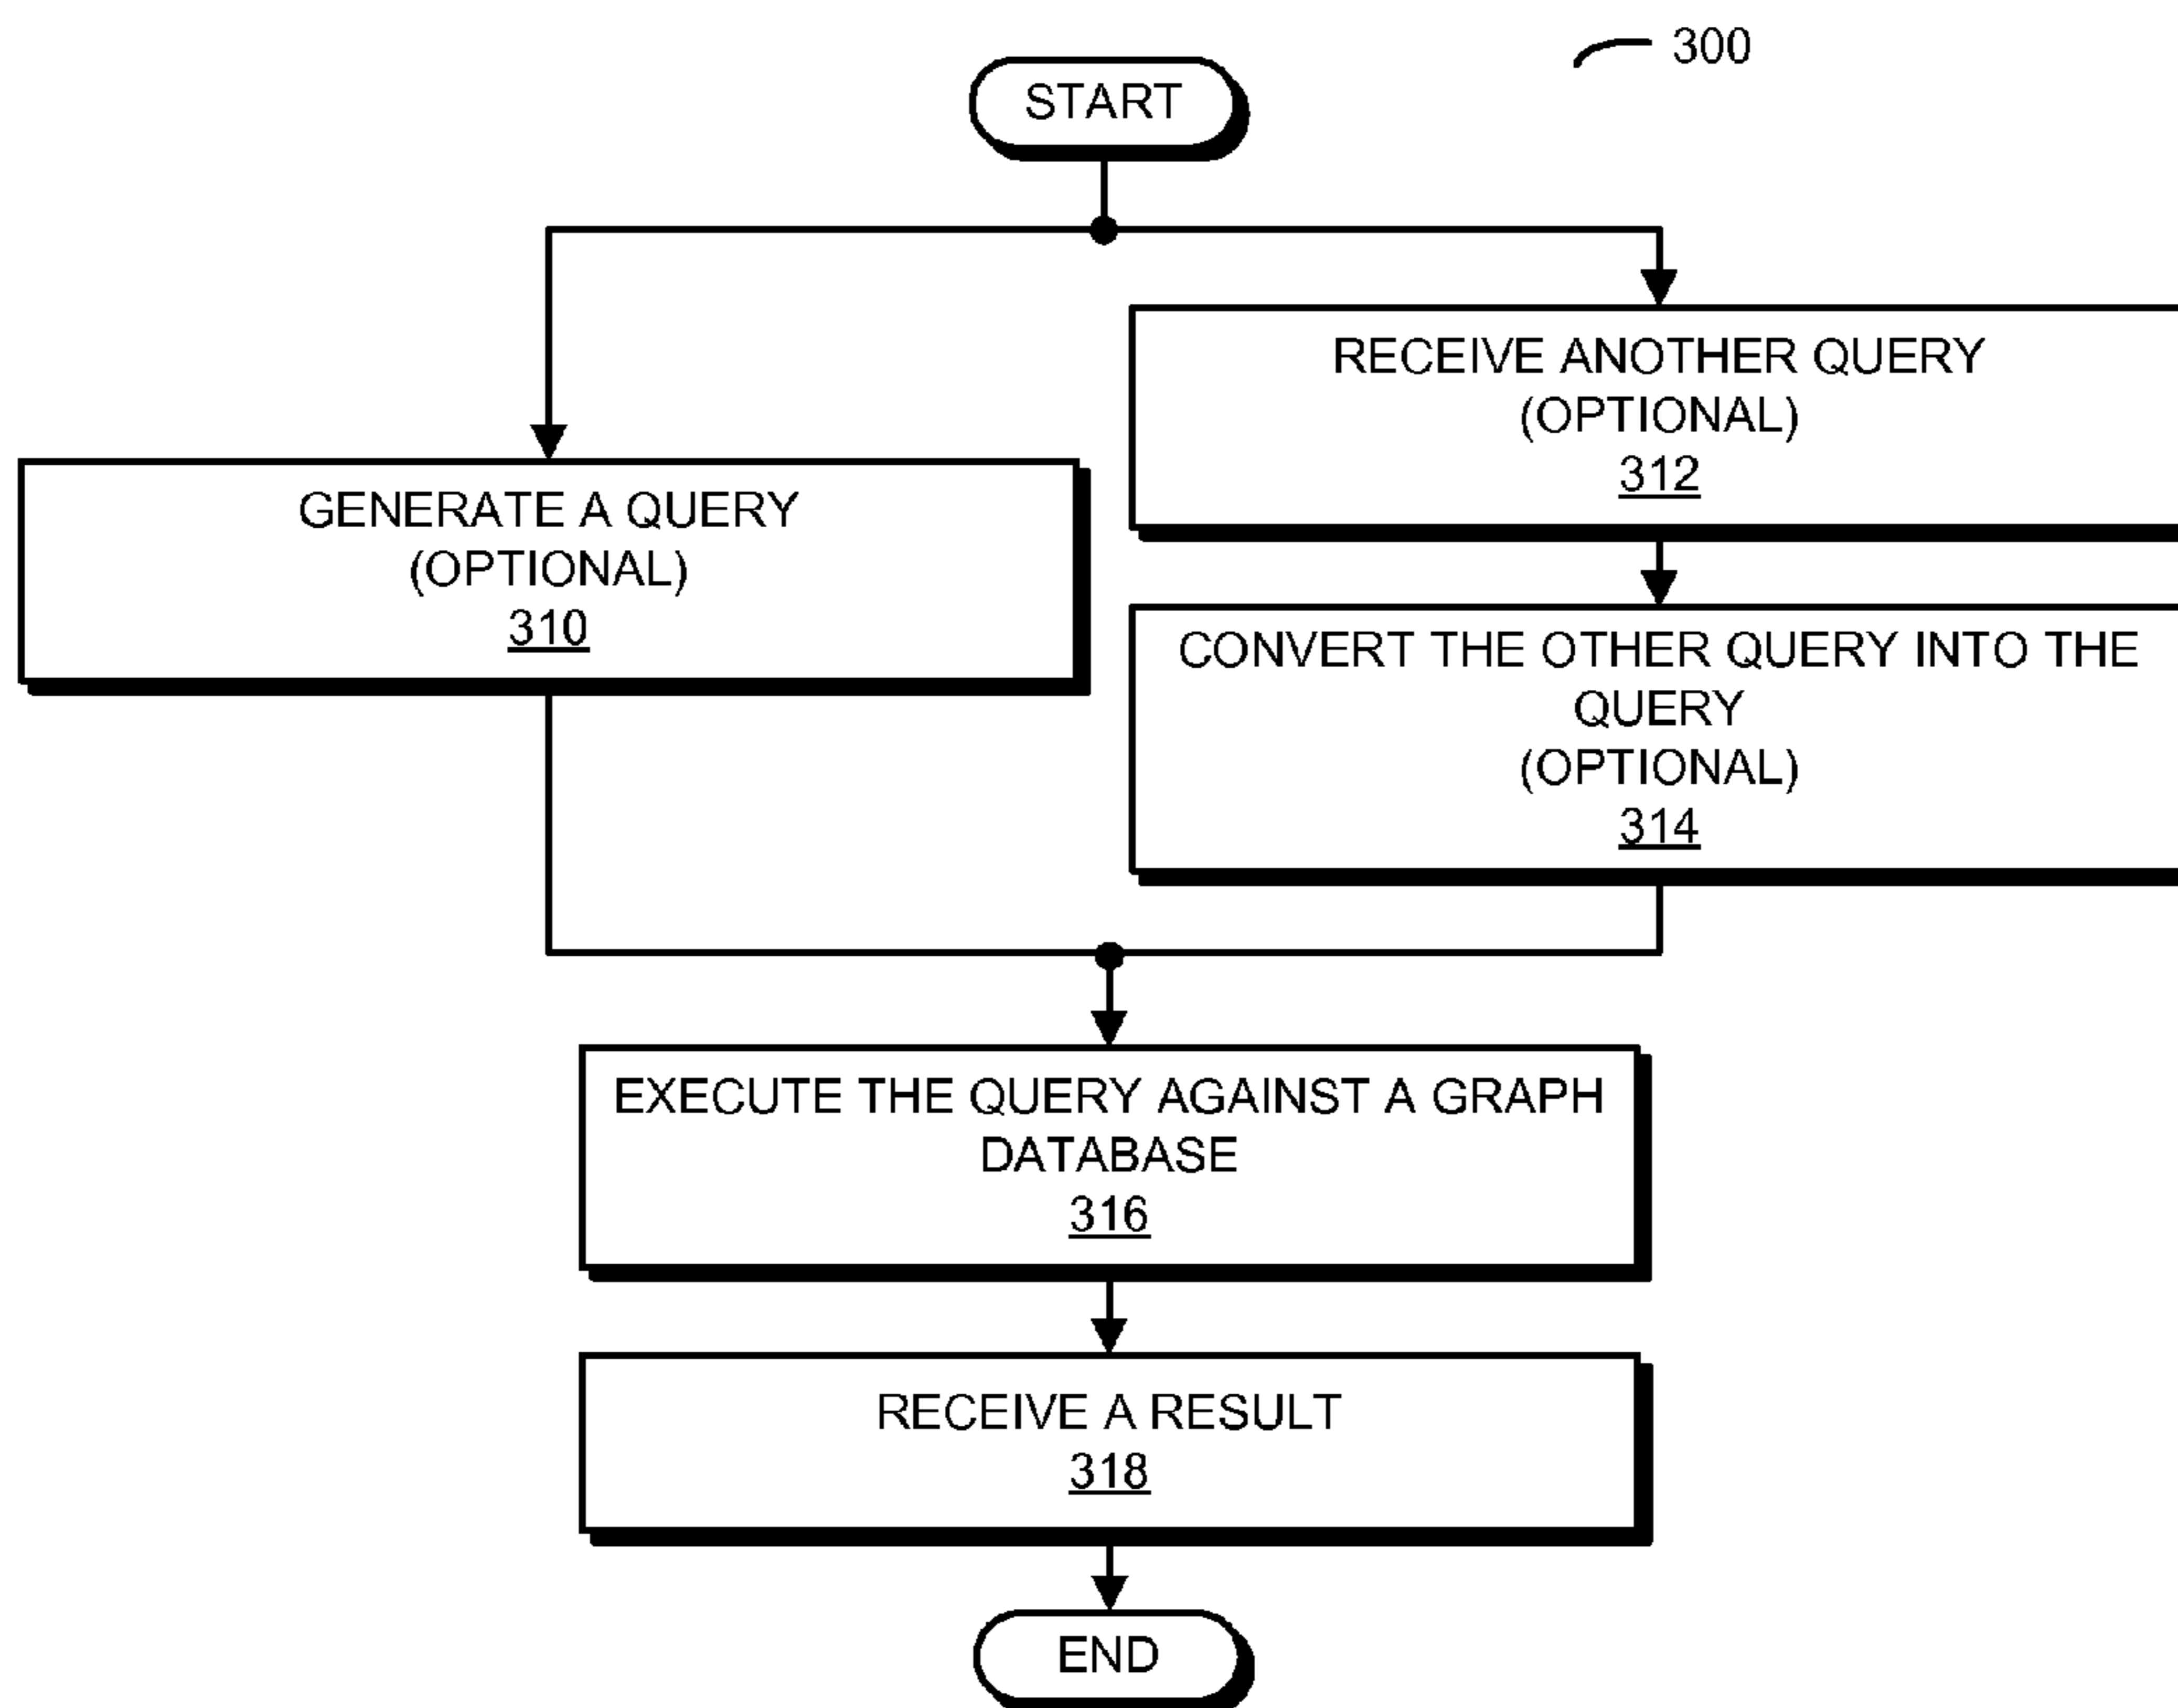 300
START
RECEIVE ANOTHER QUERY
(OPTIONAL)
312
GENERATE A QUERY
(OPTIONAL)
310
CONVERT THE OTHER QUERY INTO THE
QUERY
(OPTIONAL)
314
EXECUTE THE QUERY AGAINST A GRAPH
DATABASE
316
RECEIVE A RESULT
318
END